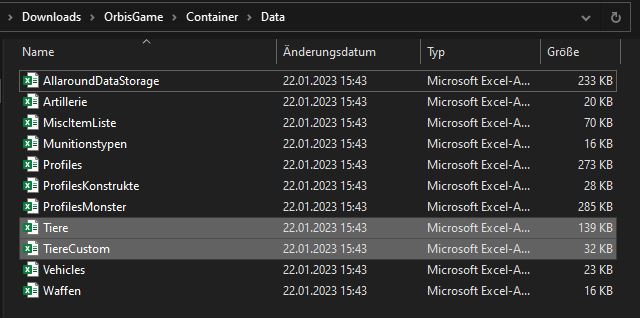 Downloads > OrbisGame > Container > Data
Name Änderungsdatum Typ Größe
AllaroundDataStorage 22.01.2023 15:43 Microsoft Excel-A... 233 KB
Artillerie 22.01.2023 15:43 Microsoft Excel-A... 20 KB
MiscItemListe 22.01.2023 15:43 Microsoft Excel-A... 70 KB
Munitionstypen 22.01.2023 15:43 Microsoft Excel-A... 16 KB
Profiles 22.01.2023 15:43 Microsoft Excel-A... 273 KB
ProfilesKonstrukte 22.01.2023 15:43 Microsoft Excel-A... 28 KB
ProfilesMonster 22.01.2023 15:43 Microsoft Excel-A... 285 KB
Tiere 22.01.2023 15:43 Microsoft Excel-A... 139 KB
TiereCustom 22.01.2023 15:43 Microsoft Excel-A... 32 KB
Vehicles 22.01.2023 15:43 Microsoft Excel-A... 23 KB
Waffen 22.01.2023 15:43 Microsoft Excel-A... 16 KB